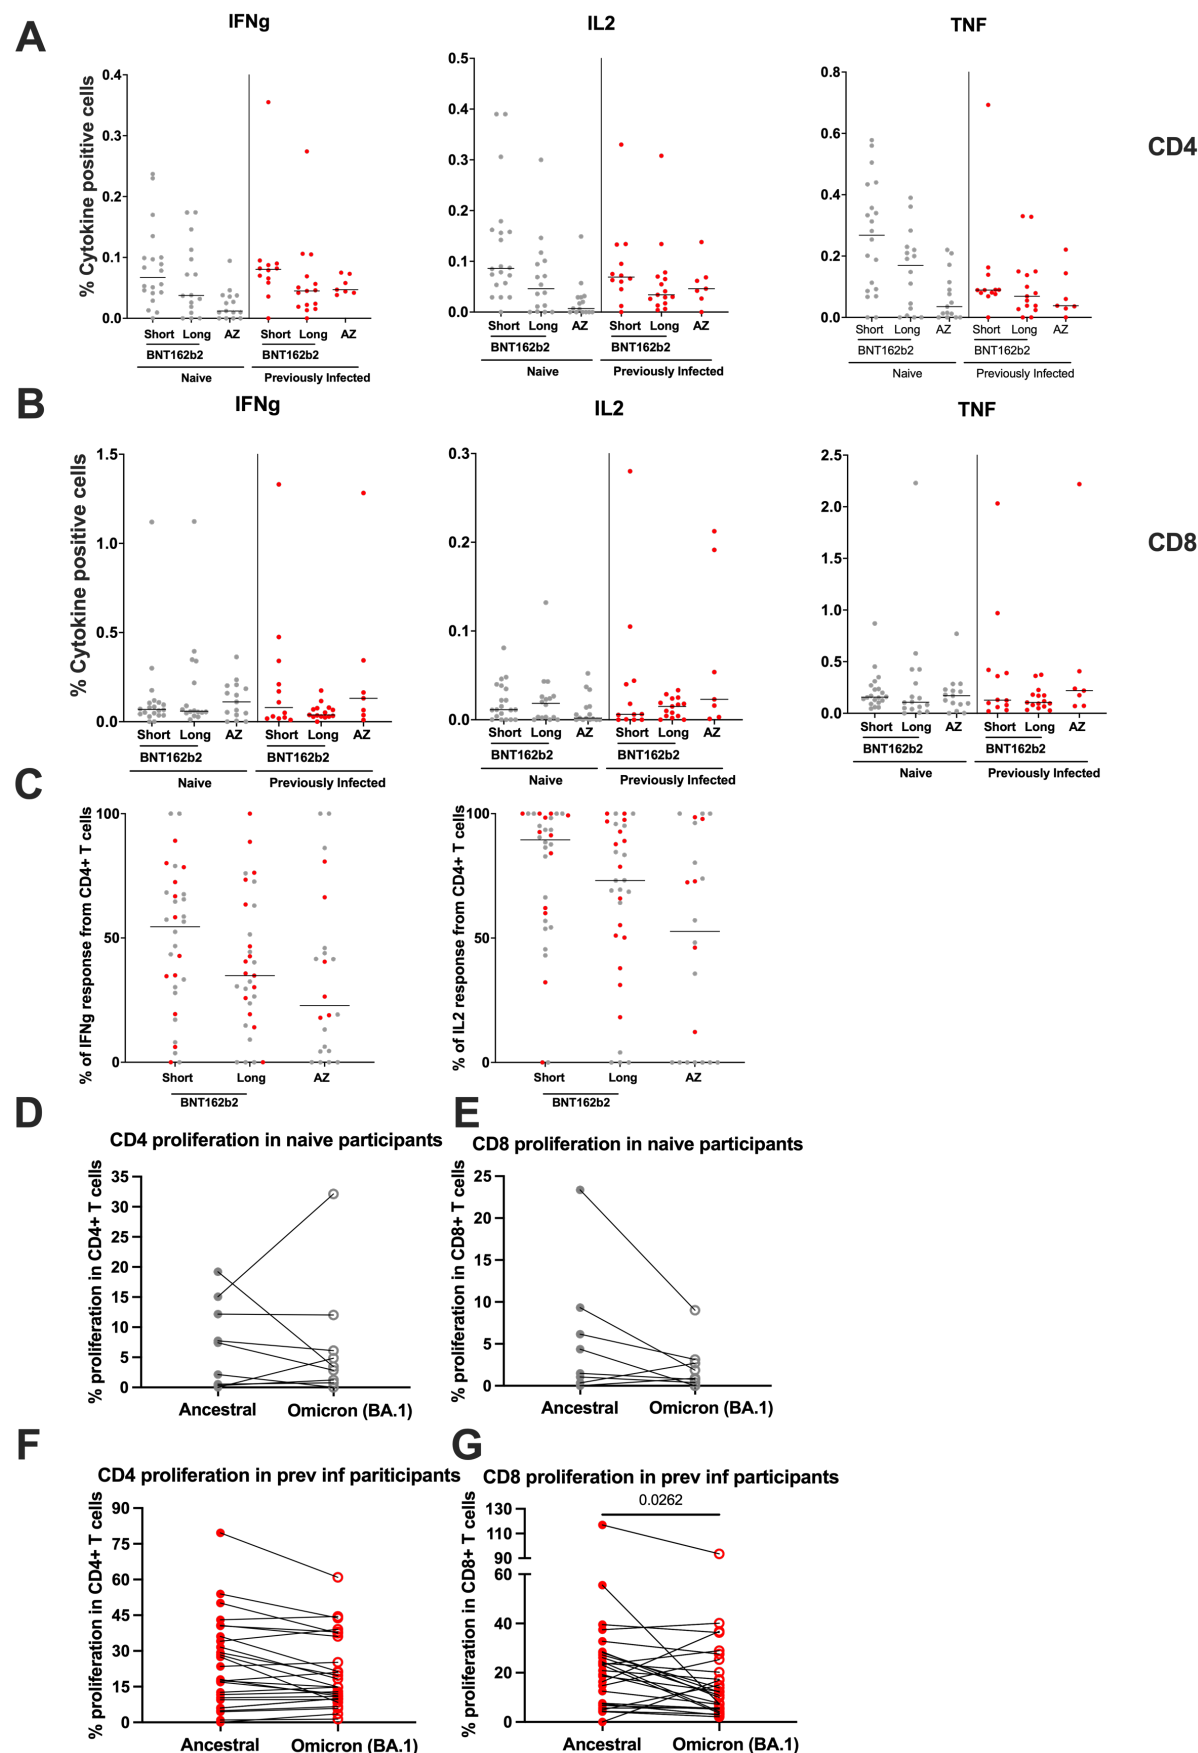 A
IFNg
IL2
TNF
% Cytokine positive cells
0.4
0.3
0.2
0.1
0.0
Short Long AZ Short Long AZ
BNT162b2 BNT162b2
Naive Previously Infected
0.5
0.4
0.3
0.2
0.1
0.0
Short Long AZ Short Long AZ
BNT162b2 BNT162b2
Naive Previously Infected
0.8
0.6
0.4
0.2
0.0
Short Long AZ Short Long AZ
BNT162b2 BNT162b2
Naive Previously Infected
CD4
B
IFNg
IL2
TNF
% Cytokine positive cells
1.5
1.0
0.5
0.0
Short Long AZ Short Long AZ
BNT162b2 BNT162b2
Naive Previously Infected
0.3
0.2
0.1
0.0
Short Long AZ Short Long AZ
BNT162b2 BNT162b2
Naive Previously Infected
2.5
2.0
1.5
1.0
0.5
0.0
Short Long AZ Short Long AZ
BNT162b2 BNT162b2
Naive Previously Infected
CD8
C
% of IFNg response from CD4+ T cells
100
50
0
Short Long AZ
BNT162b2
% of IL2 response from CD4+ T cells
100
50
0
Short Long AZ
BNT162b2
D
CD4 proliferation in naive participants
% proliferation in CD4+ T cells
35
30
25
20
15
10
5
0
Ancestral Omicron (BA.1)
E
CD8 proliferation in naive participants
% proliferation in CD8+ T cells
25
20
15
10
5
0
Ancestral Omicron (BA.1)
F
CD4 proliferation in prev inf pariticipants
% proliferation in CD4+ T cells
90
75
60
45
30
15
0
Ancestral Omicron (BA.1)
G
CD8 proliferation in prev inf participants
0.0262
% proliferation in CD8+ T cells
130
110
90
60
40
20
0
Ancestral Omicron (BA.1)